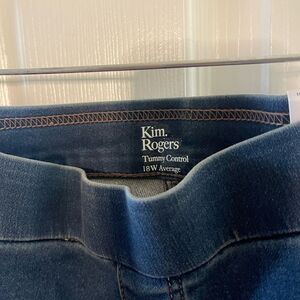 Kim.
Rogers
Tummy Control
18W Average